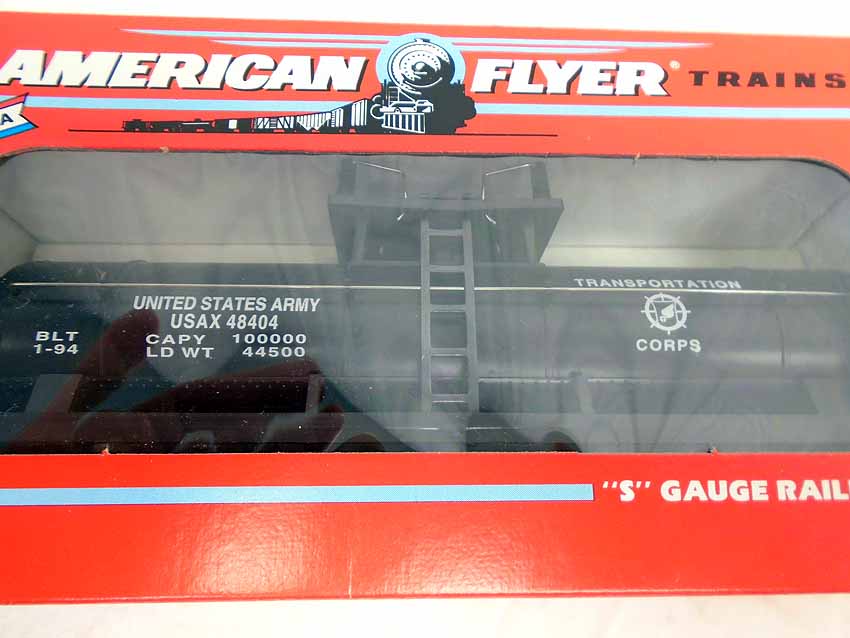 AMERICAN FLYER® TRAINS
A
TRANSPORTATION
UNITED STATES ARMY
USAX 48404
BLT CAPY 100000
1-94 LD WT 44500
CORPS
"S" GAUGE RAIL